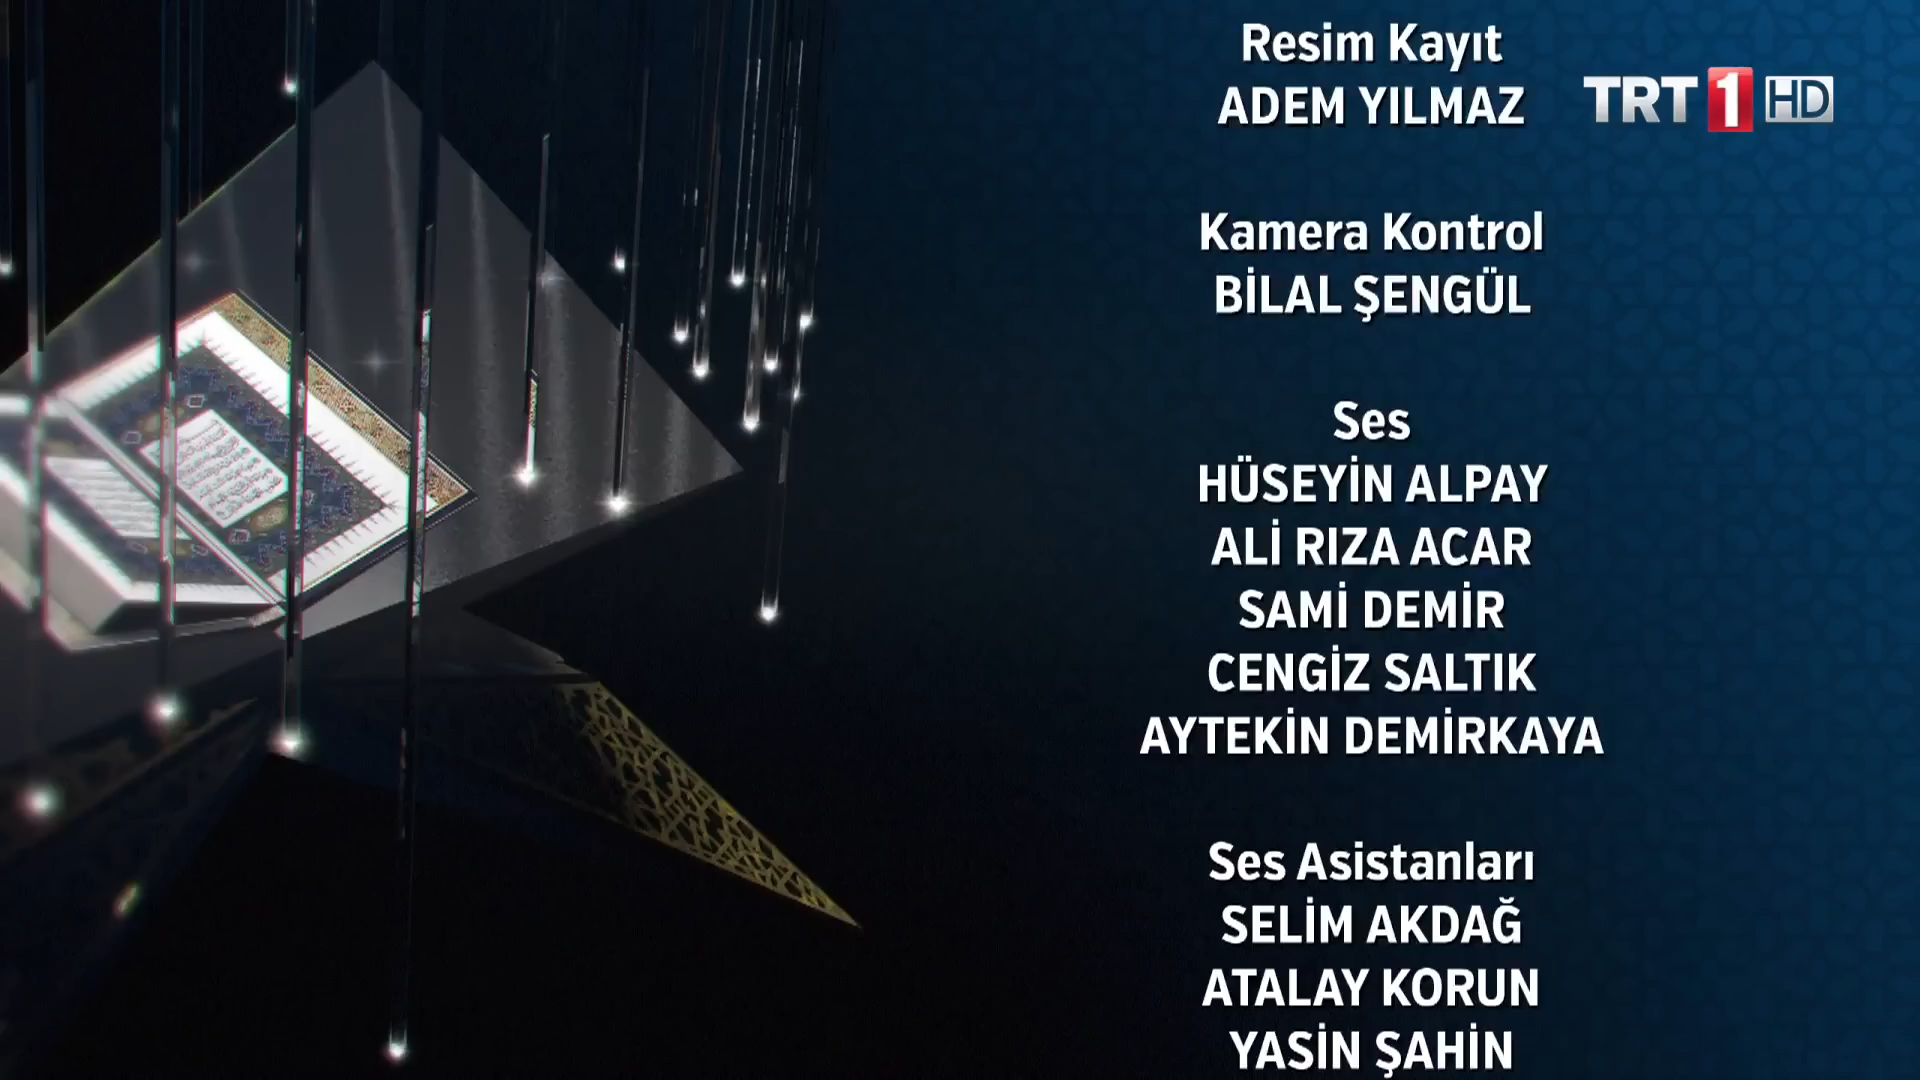 Resim Kayıt
ADEM YILMAZ
TRT 1 HD
Kamera Kontrol
BİLAL ŞENGÜL
Ses
HÜSEYİN ALPAY
ALİ RIZA ACAR
SAMİ DEMİR
CENGİZ SALTIK
AYTEKİN DEMİRKAYA
Ses Asistanları
SELİM AKDAĞ
ATALAY KORUN
YASİN ŞAHİN